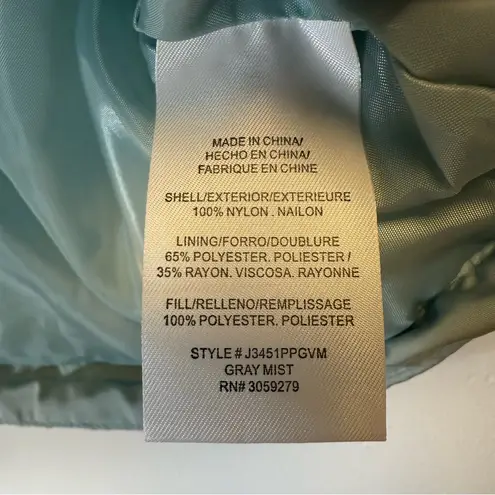 MADE IN CHINA/
HECHO EN CHINA/
FABRIQUE EN CHINE
SHELL/EXTERIOR/EXTERIEURE
100% NYLON . NAILON
LINING/FORRO/DOUBLURE
65% POLYESTER. POLIESTER /
35% RAYON. VISCOSA. RAYONNE
FILL/RELLENO/REMPLISSAGE
100% POLYESTER. POLIESTER
STYLE # J3451PPGVM
GRAY MIST
RN# 3059279